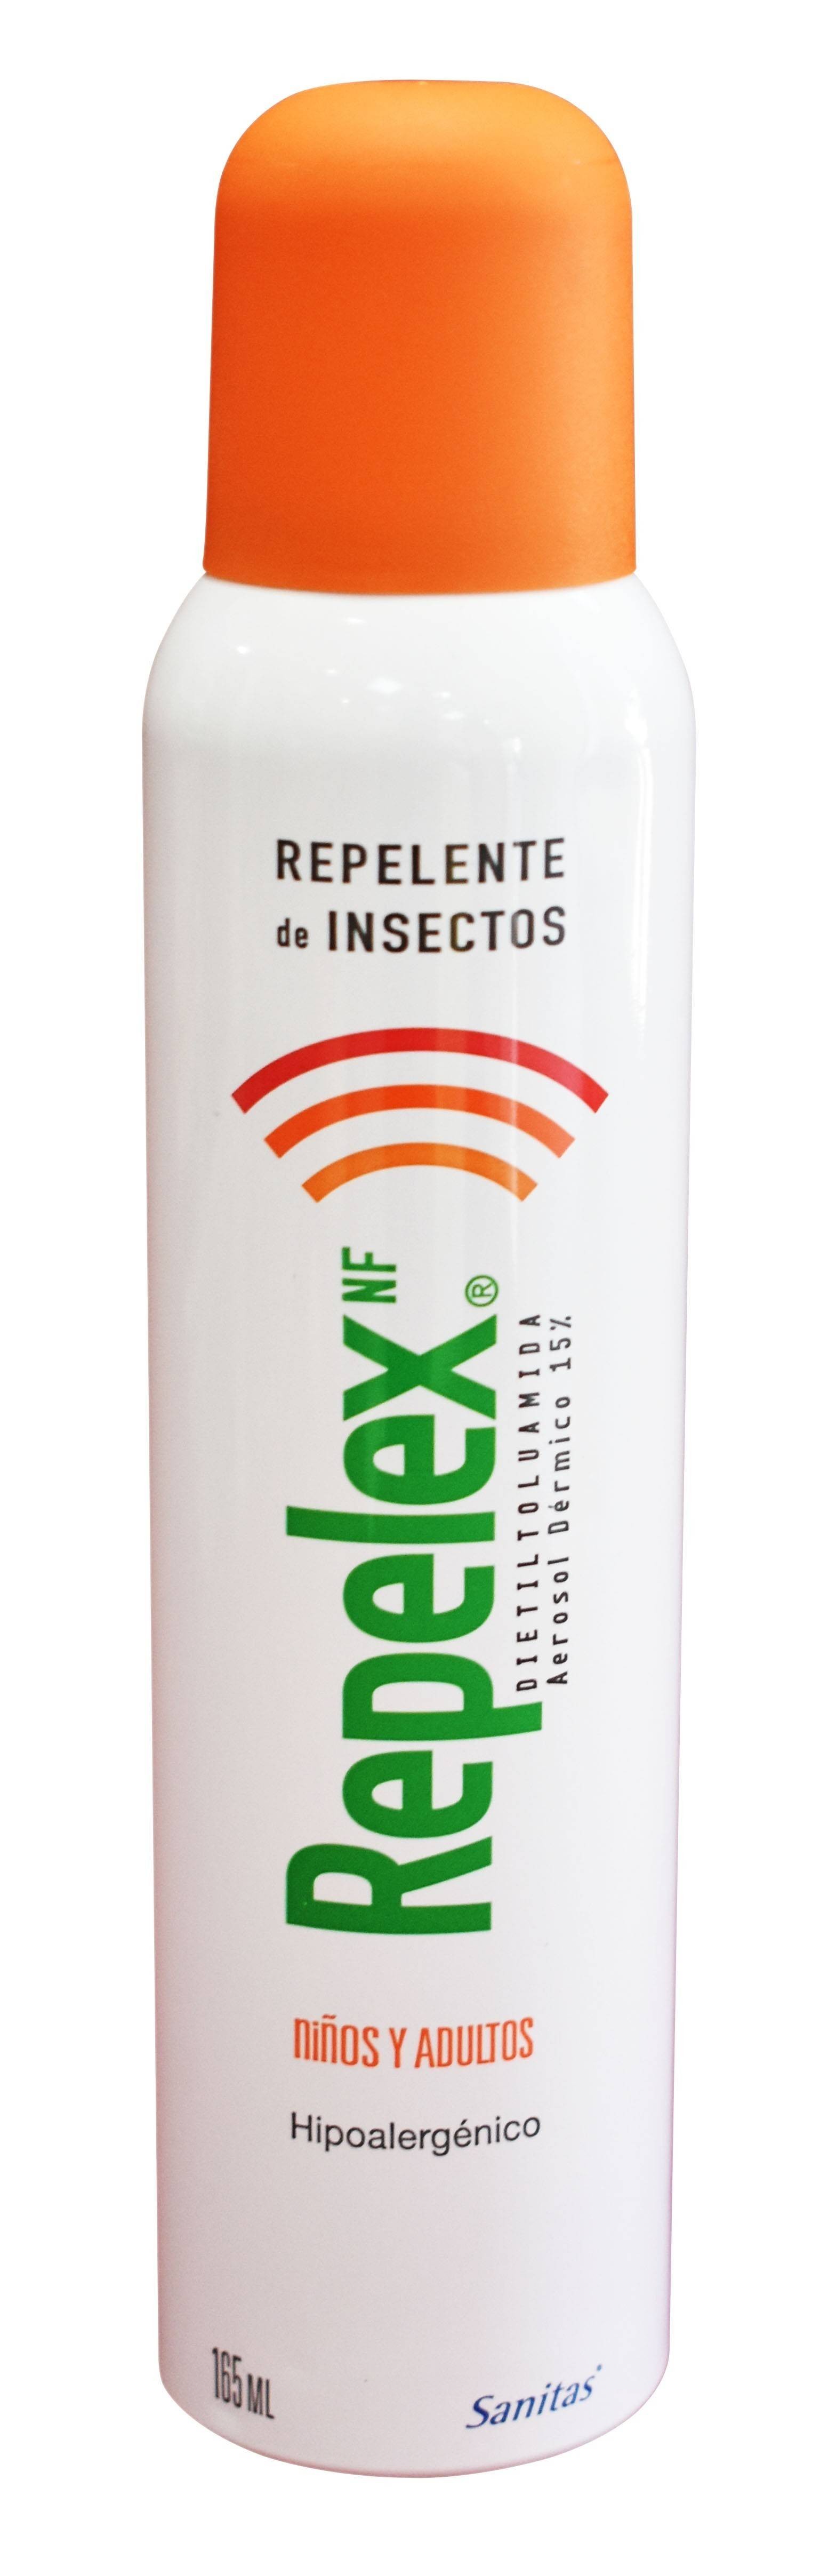 REPELENTE
de INSECTOS
Repelex NF®
DIETILTOLUAMIDA
Aerosol Dérmico 15%
niños Y ADULTOS
Hipoalergénico
165 ML
Sanitas®